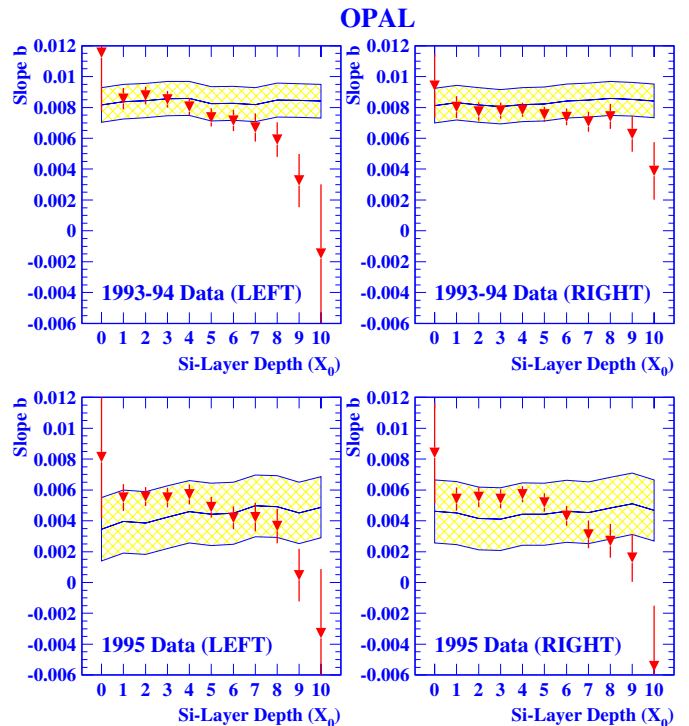 OPAL
Slope b
0.012
0.01
0.008
0.006
0.004
0.002
0
-0.002
-0.004
-0.006
1993-94 Data (LEFT)
0 1 2 3 4 5 6 7 8 9 10
Si-Layer Depth (X0)
Slope b
0.012
0.01
0.008
0.006
0.004
0.002
0
-0.002
-0.004
-0.006
1993-94 Data (RIGHT)
0 1 2 3 4 5 6 7 8 9 10
Si-Layer Depth (X0)
Slope b
0.012
0.01
0.008
0.006
0.004
0.002
0
-0.002
-0.004
-0.006
1995 Data (LEFT)
0 1 2 3 4 5 6 7 8 9 10
Si-Layer Depth (X0)
Slope b
0.012
0.01
0.008
0.006
0.004
0.002
0
-0.002
-0.004
-0.006
1995 Data (RIGHT)
0 1 2 3 4 5 6 7 8 9 10
Si-Layer Depth (X0)